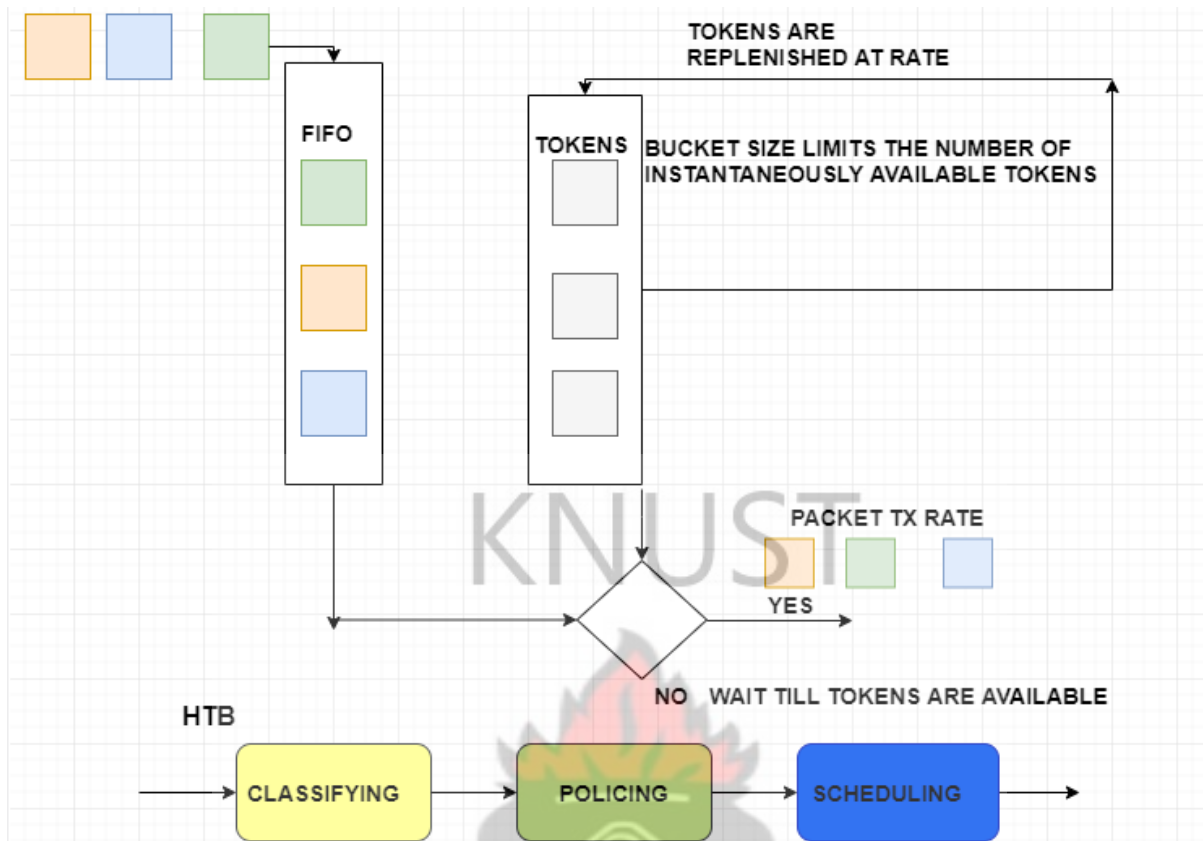 TOKENS ARE
REPLENISHED AT RATE
FIFO
TOKENS
BUCKET SIZE LIMITS THE NUMBER OF
INSTANTANEOUSLY AVAILABLE TOKENS
KNUST
PACKET TX RATE
YES
NO WAIT TILL TOKENS ARE AVAILABLE
HTB
CLASSIFYING
POLICING
SCHEDULING